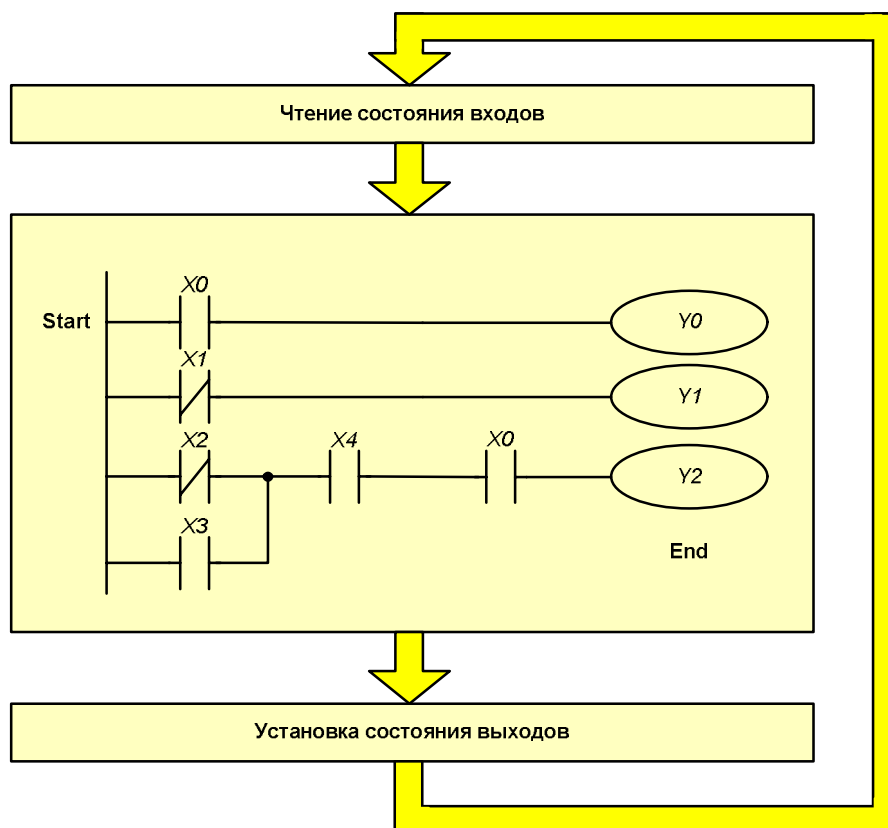 Чтение состояния входов
X0
Start
Y0
X1
Y1
X2
X4
X0
Y2
X3
End
Установка состояния выходов